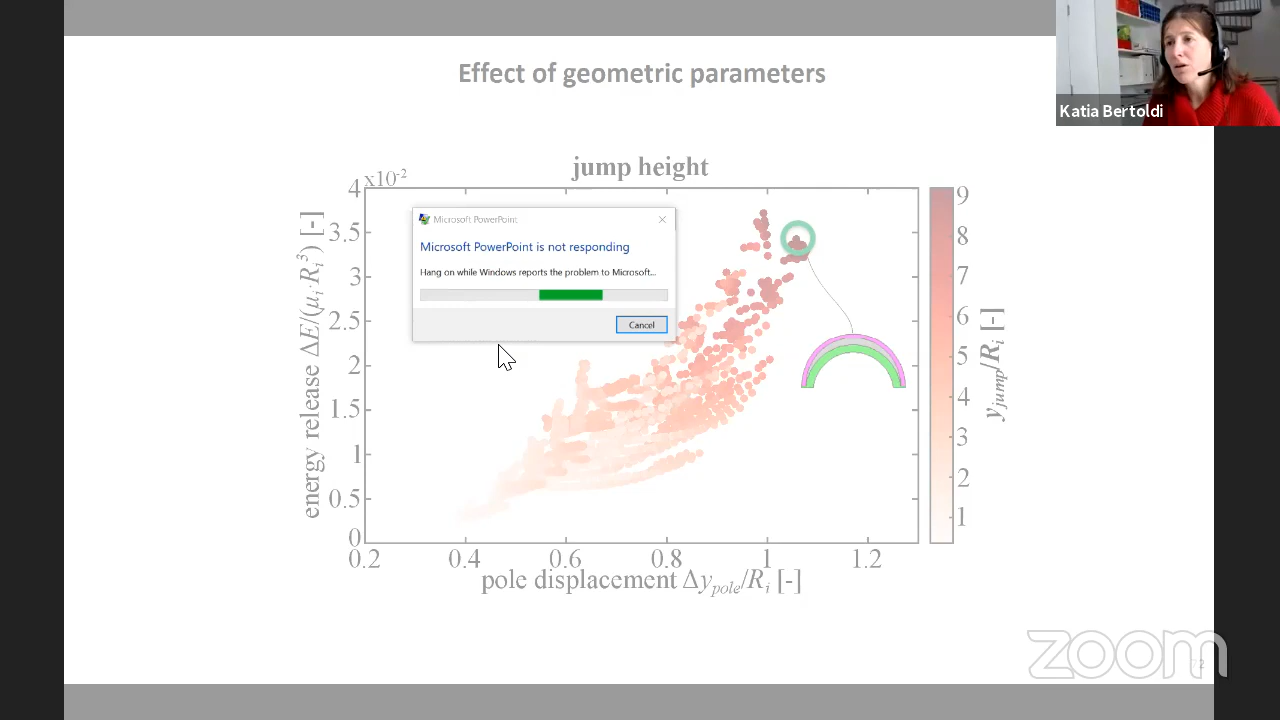 Effect of geometric parameters
Katia Bertoldi
jump height
x10-2
4
3.5
3
2.5
2
1.5
1
0.5
0
energy release ΔE/(μi·Ri3) [-]
Microsoft PowerPoint
Microsoft PowerPoint is not responding
Hang on while Windows reports the problem to Microsoft...
Cancel
9
8
7
6
5
4
3
2
1
yjump/Ri [-]
0.2 0.4 0.6 0.8 1 1.2
pole displacement Δypole/Ri [-]
zoom
72